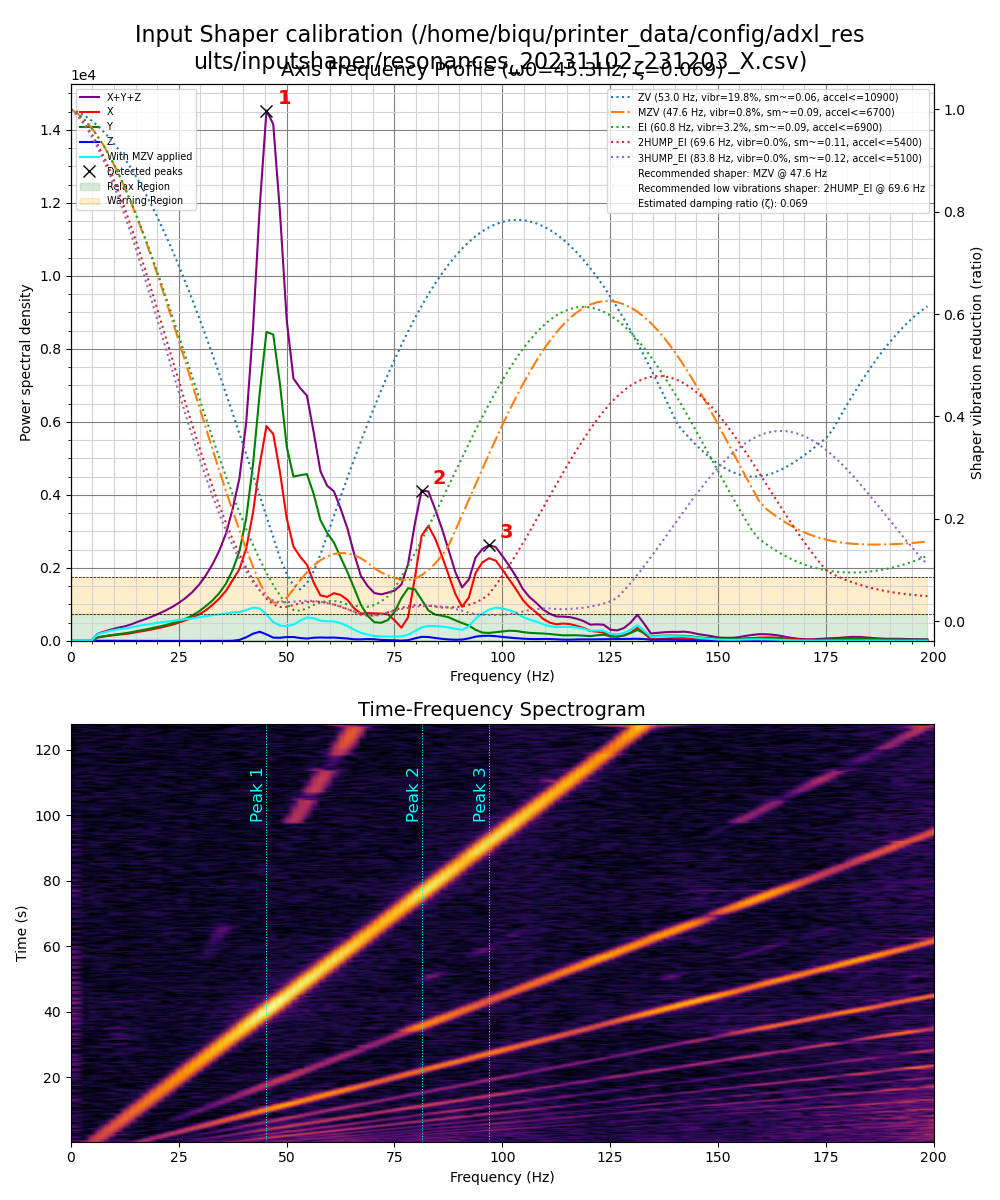 Input Shaper calibration (/home/biqu/printer_data/config/adxl_res
ults/inputshaper/resonances_20231102_231203_X.csv)
Axis Frequency Profile (ω0=45.3Hz, ζ=0.069)
1e4
X+Y+Z
X
Y
Z
With MZV applied
Detected peaks
Relax Region
Warning Region
ZV (53.0 Hz, vibr=19.8%, sm~=0.06, accel<=10900)
MZV (47.6 Hz, vibr=0.8%, sm~=0.09, accel<=6700)
EI (60.8 Hz, vibr=3.2%, sm~=0.09, accel<=6900)
2HUMP_EI (69.6 Hz, vibr=0.0%, sm~=0.11, accel<=5400)
3HUMP_EI (83.8 Hz, vibr=0.0%, sm~=0.12, accel<=5100)
Recommended shaper: MZV @ 47.6 Hz
Recommended low vibrations shaper: 2HUMP_EI @ 69.6 Hz
Estimated damping ratio (ζ): 0.069
1
2
3
1.4
1.2
1.0
0.8
0.6
0.4
0.2
0.0
Power spectral density
1.0
0.8
0.6
0.4
0.2
0.0
Shaper vibration reduction (ratio)
0 25 50 75 100 125 150 175 200
Frequency (Hz)
Time-Frequency Spectrogram
Peak 1
Peak 2
Peak 3
120
100
80
60
40
20
Time (s)
0 25 50 75 100 125 150 175 200
Frequency (Hz)